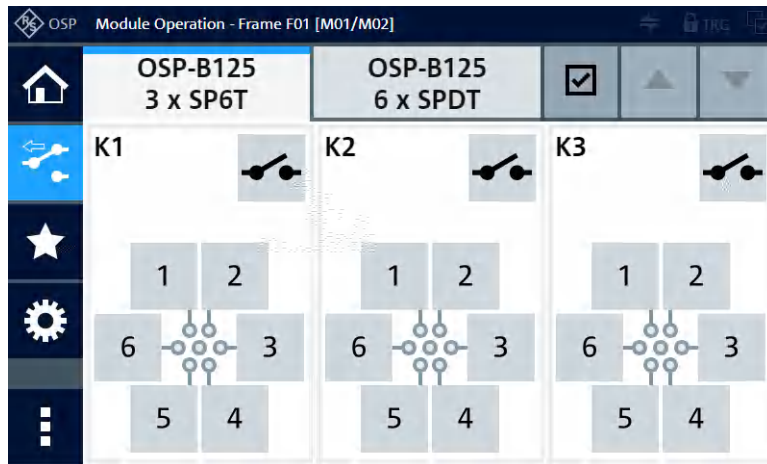 R&S OSP Module Operation - Frame F01 [M01/M02] TRG
OSP-B125 OSP-B125
3 x SP6T 6 x SPDT
K1 K2 K3
1 2 1 2 1 2
6 3 6 3 6 3
5 4 5 4 5 4